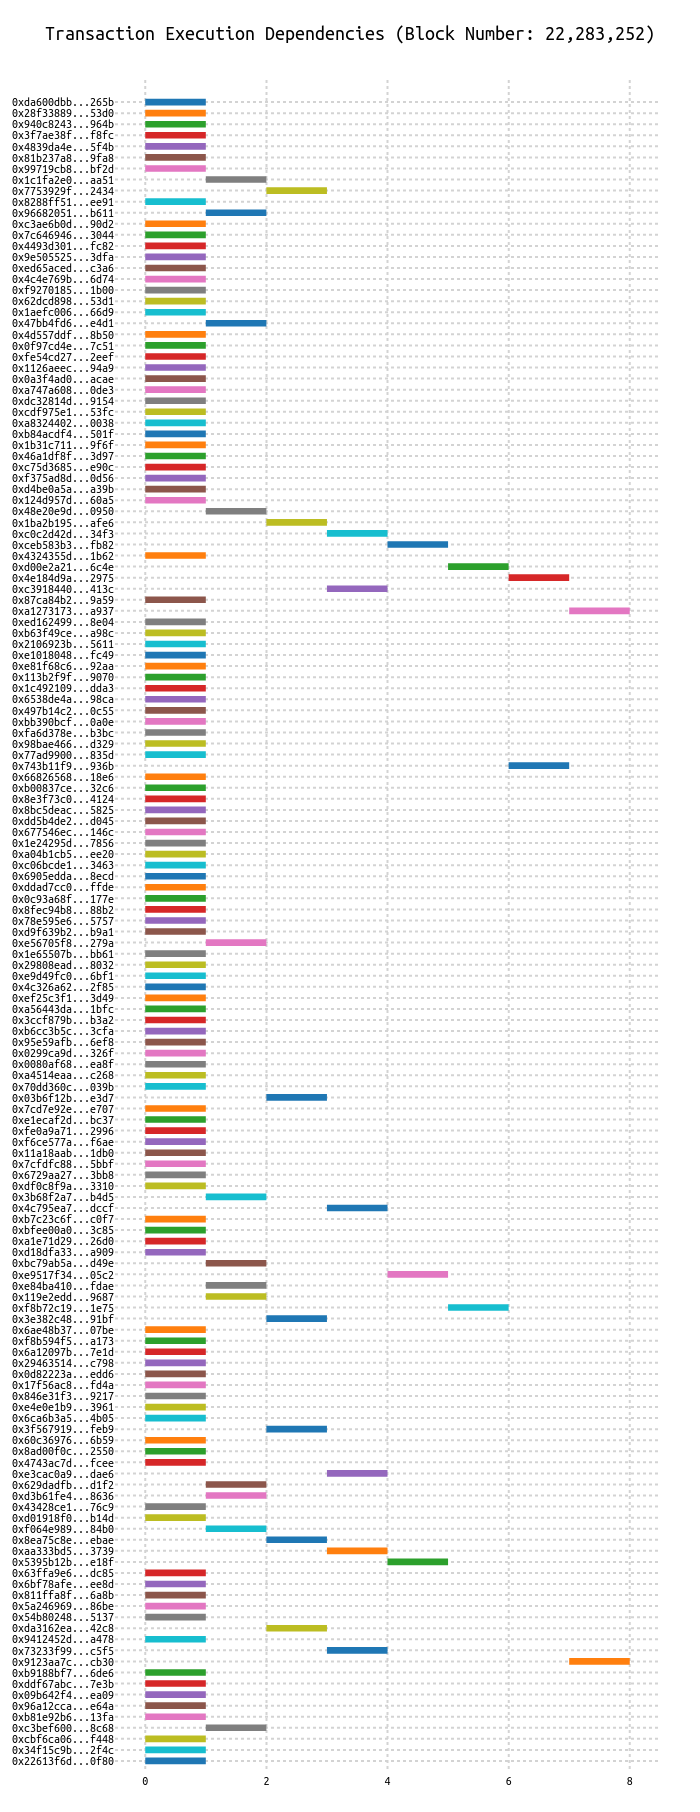 Transaction Execution Dependencies (Block Number: 22,283,252)
0xda600dbb...265b
0x28f33889...53d0
0x940c8243...964b
0x3f7ae38f...f8fc
0x4839da4e...5f4b
0x81b237a8...9fa8
0x99719cb8...bf2d
0x1c1fa2e0...aa51
0x7753929f...2434
0x8288ff51...ee91
0x96682051...b611
0xc3ae6b0d...90d2
0x7c646946...3044
0x4493d301...fc82
0x9e505525...3dfa
0xed65aced...c3a6
0x4c4e769b...6d74
0xf9270185...1b00
0x62dcd898...53d1
0x1aefc006...66d9
0x47bb4fd6...e4d1
0x4d557ddf...8b50
0x0f97cd4e...7c51
0xfe54cd27...2eef
0x1126aeec...94a9
0x0a3f4ad0...acae
0xa747a608...0de3
0xdc32814d...9154
0xcdf975e1...53fc
0xa8324402...0038
0xb84acdf4...501f
0x1b31c711...9f6f
0x46a1df8f...3d97
0xc75d3685...e90c
0xf375ad8d...0d56
0xd4be0a5a...a39b
0x124d957d...60a5
0x48e20e9d...0950
0x1ba2b195...afe6
0xc0c2d42d...34f3
0xceb583b3...fb82
0x4324355d...1b62
0xd00e2a21...6c4e
0x4e184d9a...2975
0xc3918440...413c
0x87ca84b2...9a59
0xa1273173...a937
0xed162499...8e04
0xb63f49ce...a98c
0x2106923b...5611
0xe1018048...fc49
0xe81f68c6...92aa
0x113b2f9f...9070
0x1c492109...dda3
0x6538de4a...98ca
0x497b14c2...0c55
0xbb390bcf...0a0e
0xfa6d378e...b3bc
0x98bae466...d329
0x77ad9900...835d
0x743b11f9...936b
0x66826568...18e6
0xb00837ce...32c6
0x8e3f73c0...4124
0x8bc5deac...5825
0xdd5b4de2...d045
0x677546ec...146c
0x1e24295d...7856
0xa04b1cb5...ee20
0xc06bcde1...3463
0x6905edda...8ecd
0xddad7cc0...ffde
0x0c93a68f...177e
0x8fec94b8...88b2
0x78e595e6...5757
0xd9f639b2...b9a1
0xe56705f8...279a
0x1e65507b...bb61
0x29808ead...8032
0xe9d49fc0...6bf1
0x4c326a62...2f85
0xef25c3f1...3d49
0xa56443da...1bfc
0x3ccf879b...b3a2
0xb6cc3b5c...3cfa
0x95e59afb...6ef8
0x0299ca9d...326f
0x0080af68...ea8f
0xa4514eaa...c268
0x70dd360c...039b
0x03b6f12b...e3d7
0x7cd7e92e...e707
0xe1ecaf2d...bc37
0xfe0a9a71...2996
0xf6ce577a...f6ae
0x11a18aab...1db0
0x7cfdfc88...5bbf
0x6729aa27...3bb8
0xdf0c8f9a...3310
0x3b68f2a7...b4d5
0x4c795ea7...dccf
0xb7c23c6f...c0f7
0xbfee00a0...3c85
0xa1e71d29...26d0
0xd18dfa33...a909
0xbc79ab5a...d49e
0xe9517f34...05c2
0xe84ba410...fdae
0x119e2edd...9687
0xf8b72c19...1e75
0x3e382c48...91bf
0x6ae48b37...07be
0xf8b594f5...a173
0x6a12097b...7e1d
0x29463514...c798
0x0d82223a...edd6
0x17f56ac8...fd4a
0x846e31f3...9217
0xe4e0e1b9...3961
0x6ca6b3a5...4b05
0x3f567919...feb9
0x60c36976...6b59
0x8ad00f0c...2550
0x4743ac7d...fcee
0xe3cac0a9...dae6
0x629dadfb...d1f2
0xd3b61fe4...8636
0x43428ce1...76c9
0xd01918f0...b14d
0xf064e989...84b0
0x8ea75c8e...ebae
0xaa333bd5...3739
0x5395b12b...e18f
0x63ffa9e6...dc85
0x6bf78afe...ee8d
0x811ffa8f...6a8b
0x5a246969...86be
0x54b80248...5137
0xda3162ea...42c8
0x9412452d...a478
0x73233f99...c5f5
0x9123aa7c...cb30
0xb9188bf7...6de6
0xddf67abc...7e3b
0x09b642f4...ea09
0x96a12cca...e64a
0xb81e92b6...13fa
0xc3bef600...8c68
0xcbf6ca06...f448
0x34f15c9b...2f4c
0x22613f6d...0f80
0 2 4 6 8